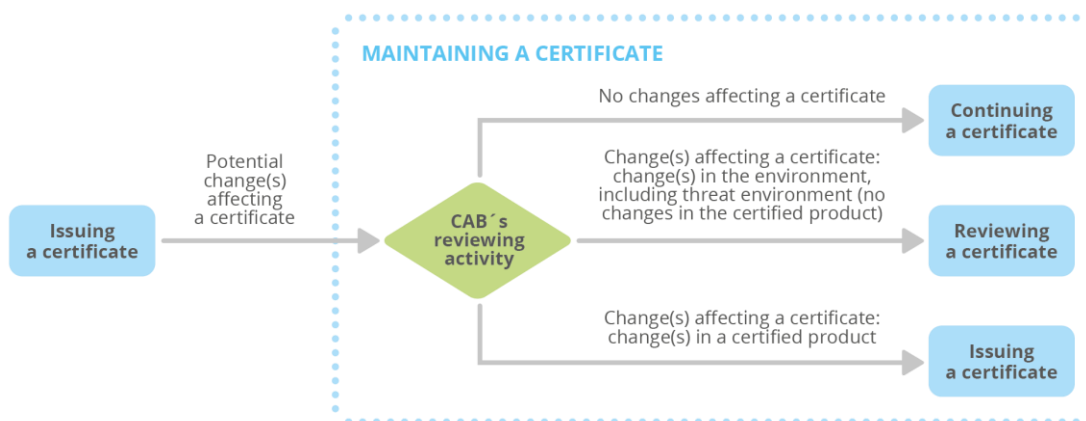 MAINTAINING A CERTIFICATE
No changes affecting a certificate
Continuing
a certificate
Potential
change(s)
affecting
a certificate
Change(s) affecting a certificate:
change(s) in the environment,
including threat environment (no
changes in the certified product)
Issuing
a certificate
CAB´s
reviewing
activity
Reviewing
a certificate
Change(s) affecting a certificate:
change(s) in a certified product
Issuing
a certificate